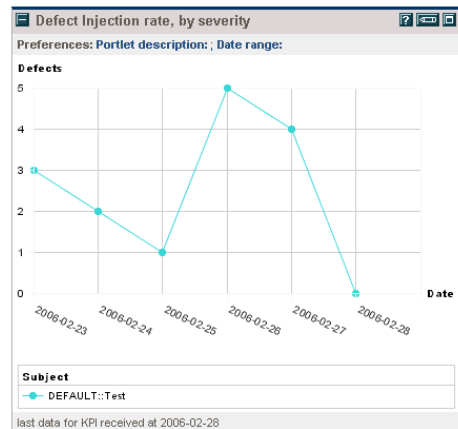 Defect Injection rate, by severity
Preferences: Portlet description: ; Date range:
Defects
5
4
3
2
1
0
Date
2006-02-23 2006-02-24 2006-02-25 2006-02-26 2006-02-27 2006-02-28
Subject
DEFAULT::Test
last data for KPI received at 2006-02-28